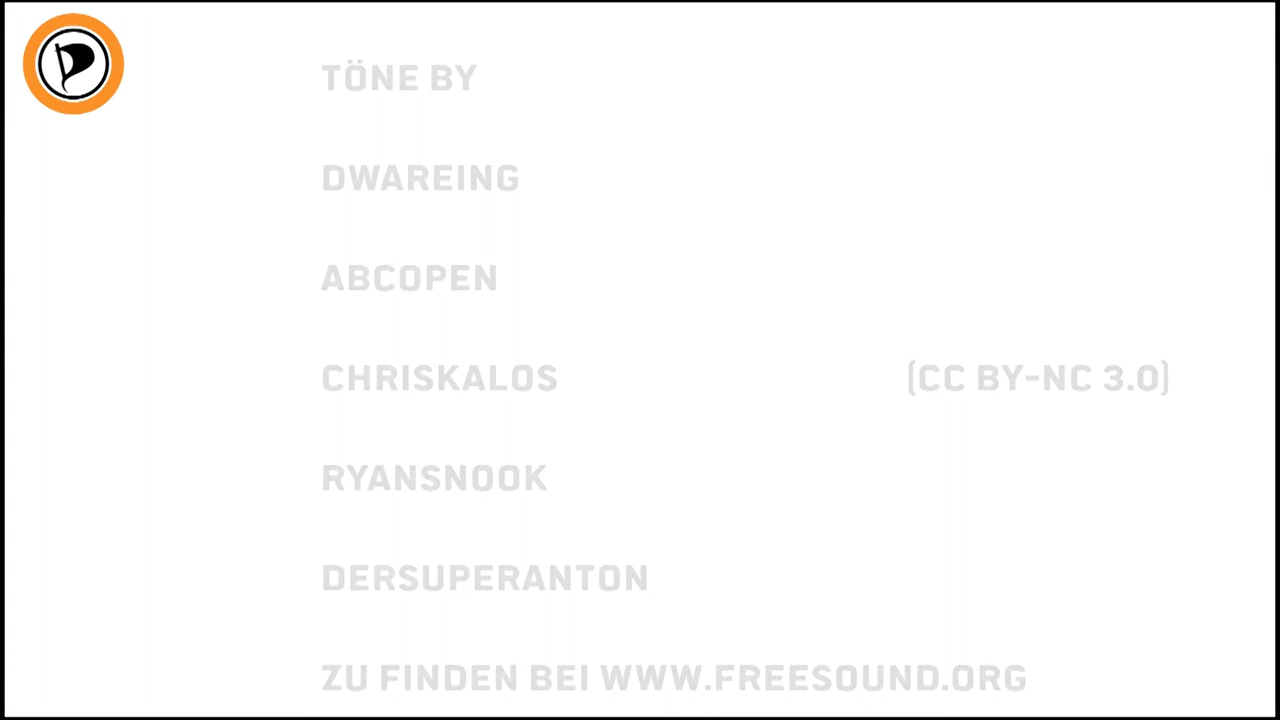 TÖNE BY
DWAREING
ABCOPEN
CHRISKALOS (CC BY-NC 3.0)
RYANSNOOK
DERSUPERANTON
ZU FINDEN BEI WWW.FREESOUND.ORG